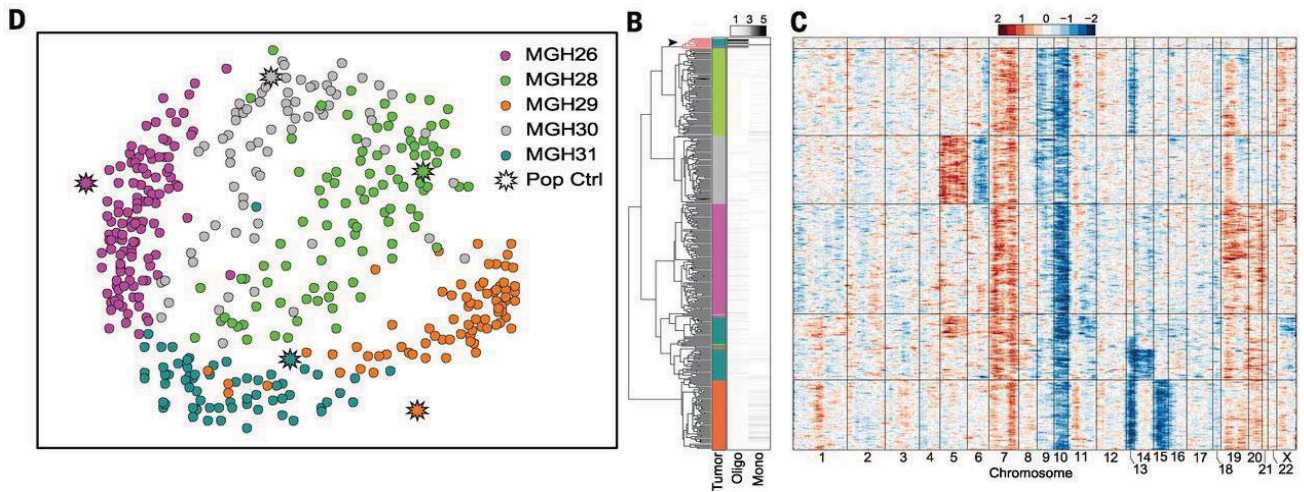 D
MGH26
MGH28
MGH29
MGH30
MGH31
Pop Ctrl
B
1 3 5
Tumor
Oligo
Mono
C
2 1 0 -1 -2
1 2 3 4 5 6 7 8 9 10 11 12 13 14 15 16 17 18 19 20 21 22 X
Chromosome